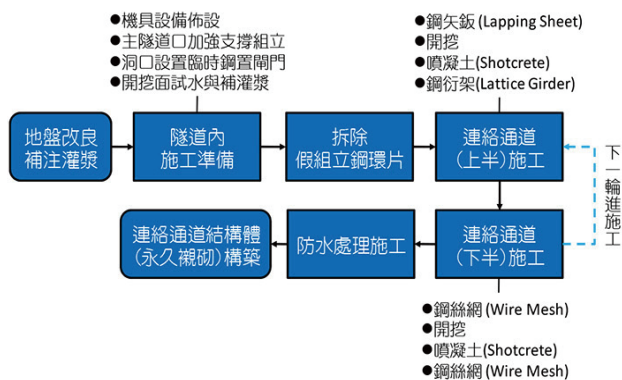 ●機具設備佈設
●主隧道口加強支撐組立
●洞口設置臨時鋼置閘門
●開挖面試水與補灌漿
●鋼矢鈑(Lapping Sheet)
●開挖
●噴凝土(Shotcrete)
●鋼衍架(Lattice Girder)
地盤改良
補注灌漿
隧道內
施工準備
拆除
假組立鋼環片
連絡通道
(上半)施工
下一輪進施工
連絡通道
(下半)施工
防水處理施工
連絡通道結構體
(永久襯砌)構築
●鋼絲網(Wire Mesh)
●開挖
●噴凝土(Shotcrete)
●鋼絲網(Wire Mesh)